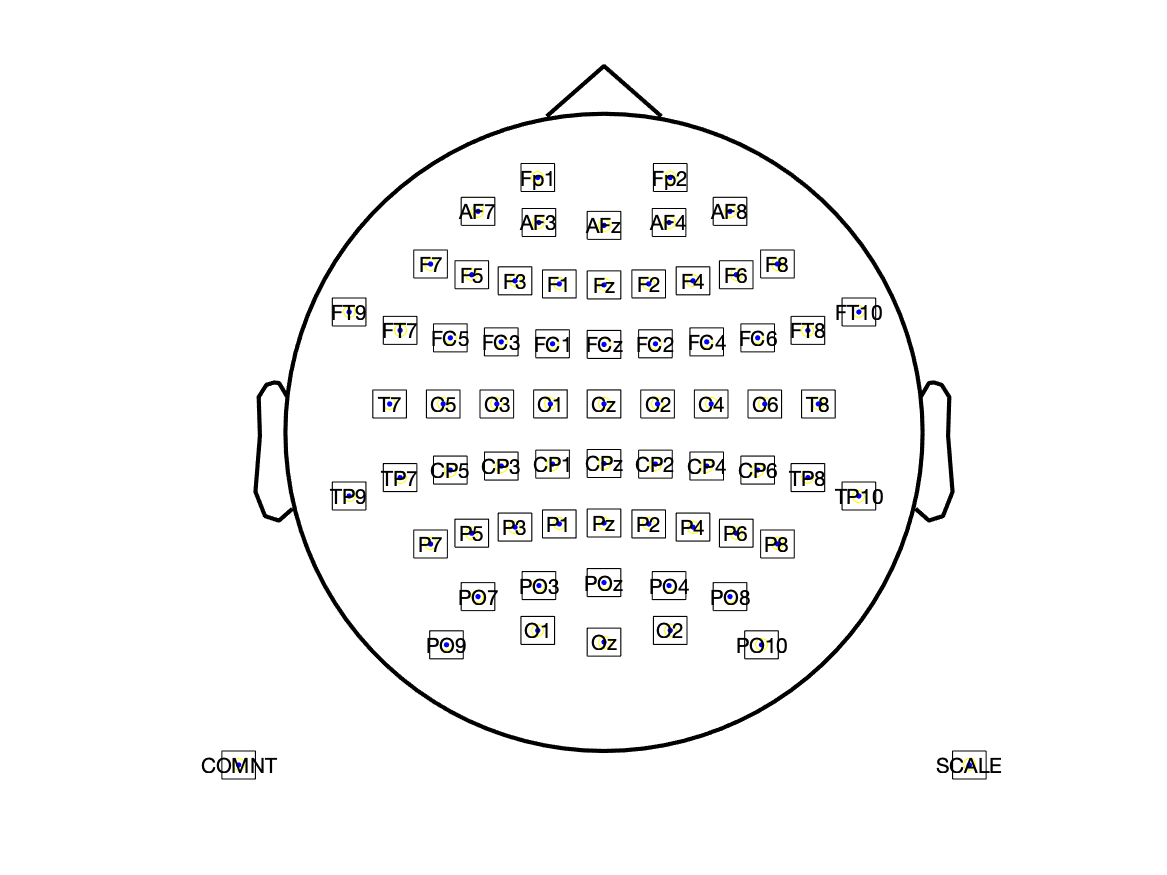 Fp1 Fp2
AF7 AF3 AFz AF4 AF8
F7 F5 F3 F1 Fz F2 F4 F6 F8
FT9 FT10
FT7 FC5 FC3 FC1 FCz FC2 FC4 FC6 FT8
T7 C5 C3 C1 Cz C2 C4 C6 T8
TP7 CP5 CP3 CP1 CPz CP2 CP4 CP6 TP8
TP9 TP10
P7 P5 P3 P1 Pz P2 P4 P6 P8
PO7 PO3 POz PO4 PO8
PO9 O1 Oz O2 PO10
COMNT SCALE